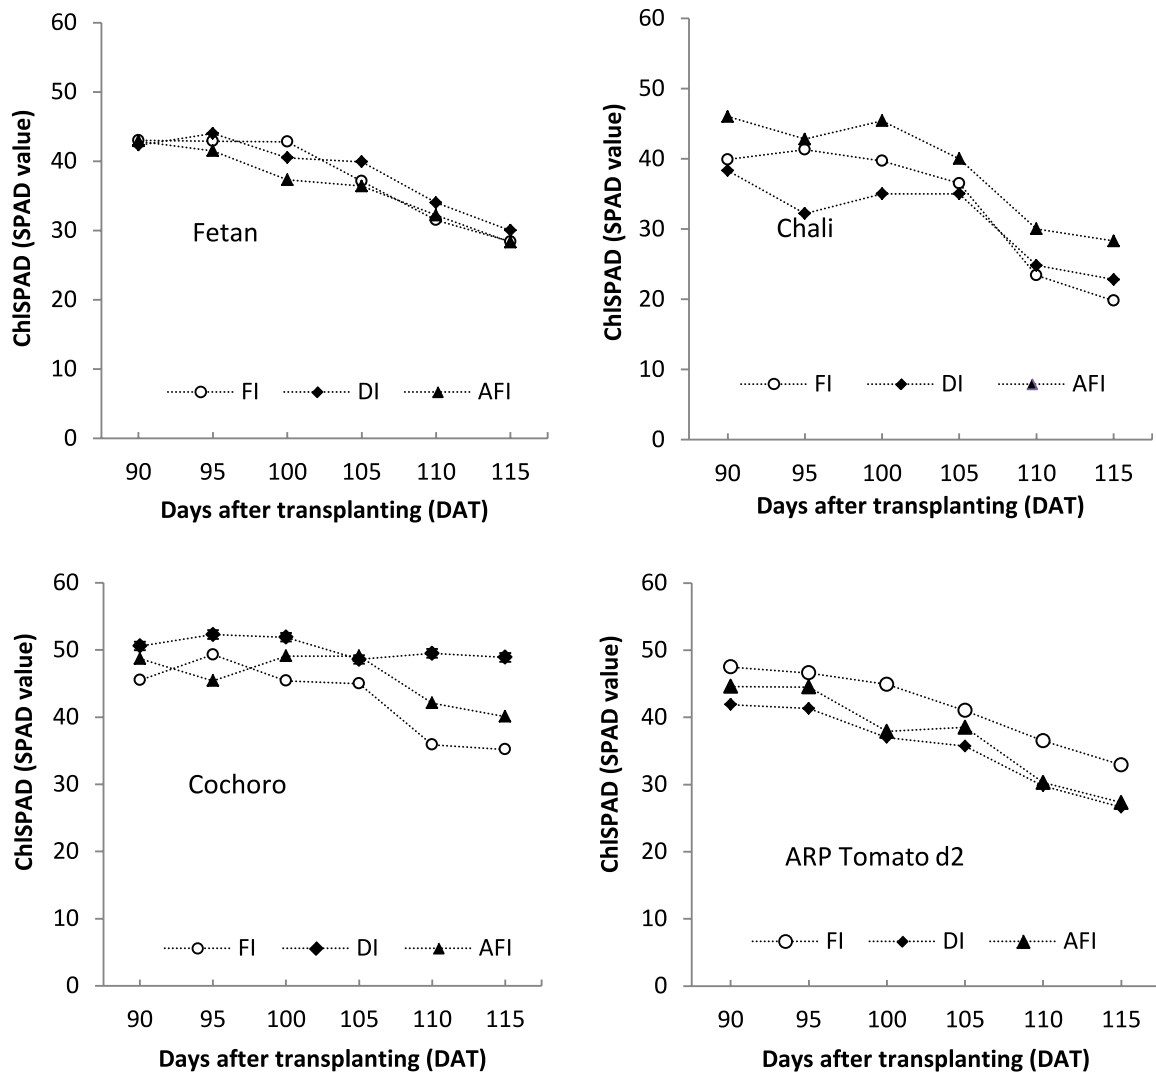 60
50
40
30
20
10
0
ChlSPAD (SPAD value)
Fetan
FI DI AFI
90 95 100 105 110 115
Days after transplanting (DAT)
60
50
40
30
20
10
0
ChlSPAD (SPAD value)
Chali
FI DI AFI
90 95 100 105 110 115
Days after transplanting (DAT)
60
50
40
30
20
10
0
ChlSPAD (SPAD value)
Cochoro
FI DI AFI
90 95 100 105 110 115
Days after transplanting (DAT)
60
50
40
30
20
10
0
ChlSPAD (SPAD value)
ARP Tomato d2
FI DI AFI
90 95 100 105 110 115
Days after transplanting (DAT)